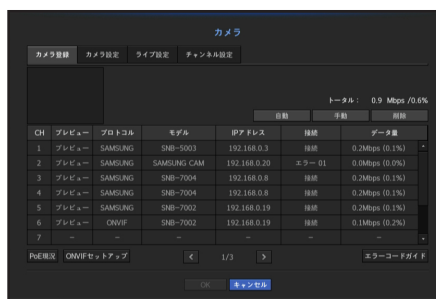 カメラ
カメラ登録 カメラ設定 ライブ設定 チャンネル設定
トータル： 0.9 Mbps /0.6%
自動 手動 削除
CH プレビュー プロトコル モデル IPアドレス 接続 データ量
1 プレビュー SAMSUNG SNB-5003 192.168.0.3 接続 0.2Mbps (0.1%)
2 プレビュー SAMSUNG SAMSUNG CAM 192.168.0.20 エラー 01 0.0Mbps (0.0%)
3 プレビュー SAMSUNG SNB-7004 192.168.0.8 接続 0.2Mbps (0.1%)
4 プレビュー SAMSUNG SNB-7004 192.168.0.8 接続 0.2Mbps (0.1%)
5 プレビュー SAMSUNG SNB-7002 192.168.0.19 接続 0.2Mbps (0.1%)
6 プレビュー ONVIF SNB-7002 192.168.0.19 接続 0.1Mbps (0.2%)
7 - - - - - -
PoE現況 ONVIFセットアップ < 1/3 > エラーコードガイド
OK キャンセル